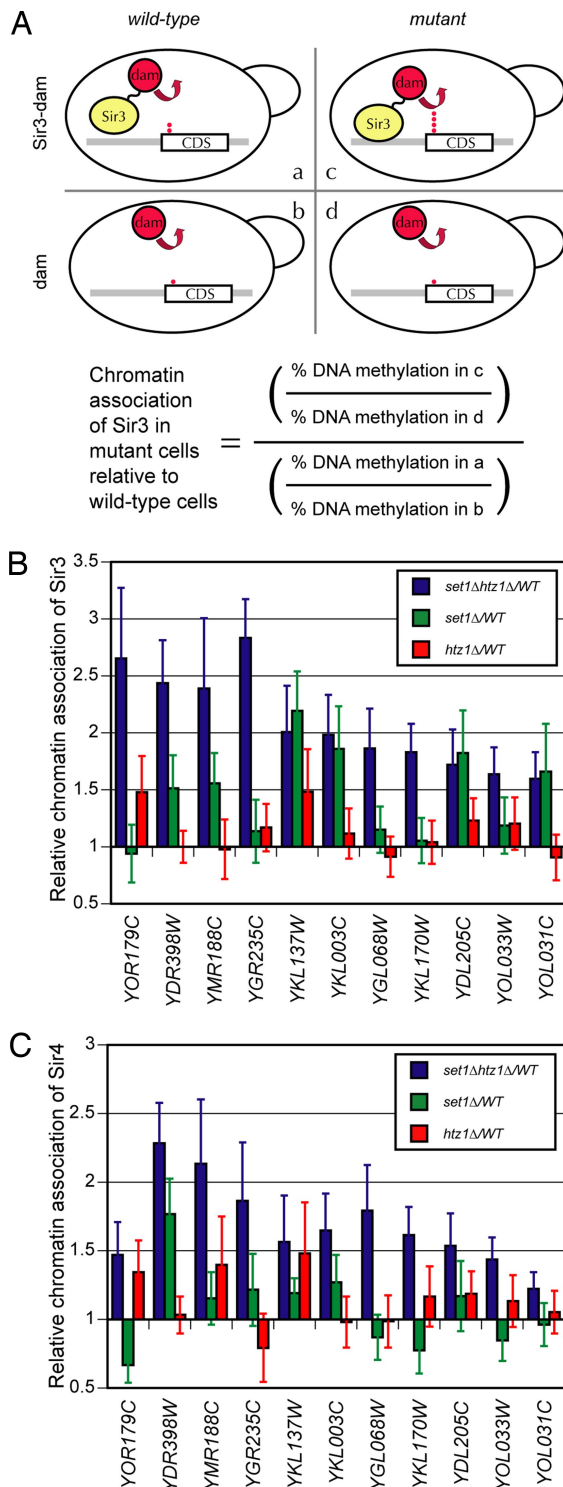 A
wild-type
mutant
Sir3-dam
dam
Sir3
CDS
a
dam
Sir3
CDS
c
dam
dam
CDS
b
dam
CDS
d
Chromatin
association
of Sir3 in
mutant cells
relative to
wild-type cells
=
( % DNA methylation in c
% DNA methylation in d )
( % DNA methylation in a
% DNA methylation in b )
B
Relative chromatin association of Sir3
3.5
3
2.5
2
1.5
1
0.5
set1Δhtz1Δ/WT
set1Δ/WT
htz1Δ/WT
YOR179C
YDR398W
YMR188C
YGR235C
YKL137W
YKL003C
YGL068W
YKL170W
YDL205C
YOL033W
YOL031C
C
Relative chromatin association of Sir4
3
2.5
2
1.5
1
0.5
set1Δhtz1Δ/WT
set1Δ/WT
htz1Δ/WT
YOR179C
YDR398W
YMR188C
YGR235C
YKL137W
YKL003C
YGL068W
YKL170W
YDL205C
YOL033W
YOL031C